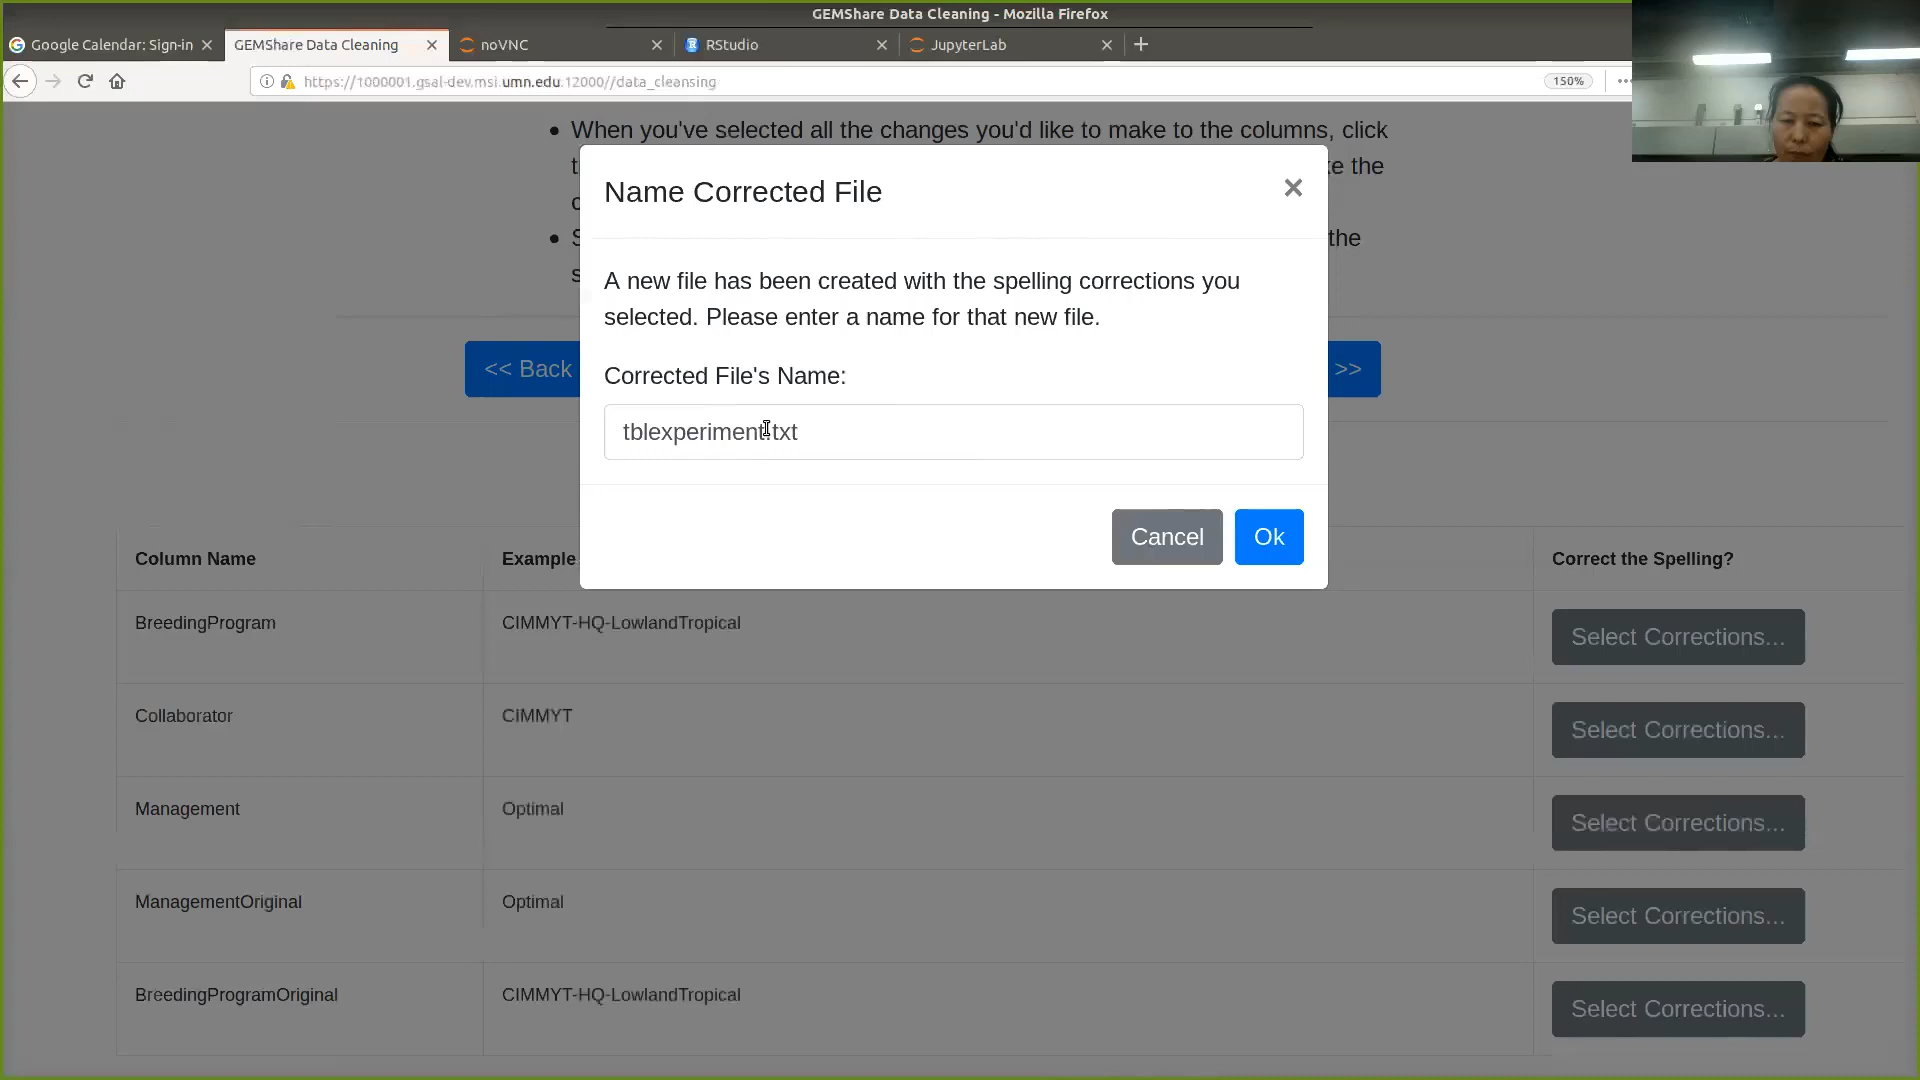 GEMShare Data Cleaning - Mozilla Firefox
Google Calendar: Sign-in
GEMShare Data Cleaning
noVNC
RStudio
JupyterLab
https://1000001.gsal-dev.msi.umn.edu:12000//data_cleansing
150%
When you've selected all the changes you'd like to make to the columns, click
ke the
the
Name Corrected File
A new file has been created with the spelling corrections you
selected. Please enter a name for that new file.
Corrected File's Name:
tblexperiment.txt
Cancel
Ok
<< Back
>>
Column Name
Example
Correct the Spelling?
BreedingProgram
CIMMYT-HQ-LowlandTropical
Select Corrections...
Collaborator
CIMMYT
Select Corrections...
Management
Optimal
Select Corrections...
ManagementOriginal
Optimal
Select Corrections...
BreedingProgramOriginal
CIMMYT-HQ-LowlandTropical
Select Corrections...